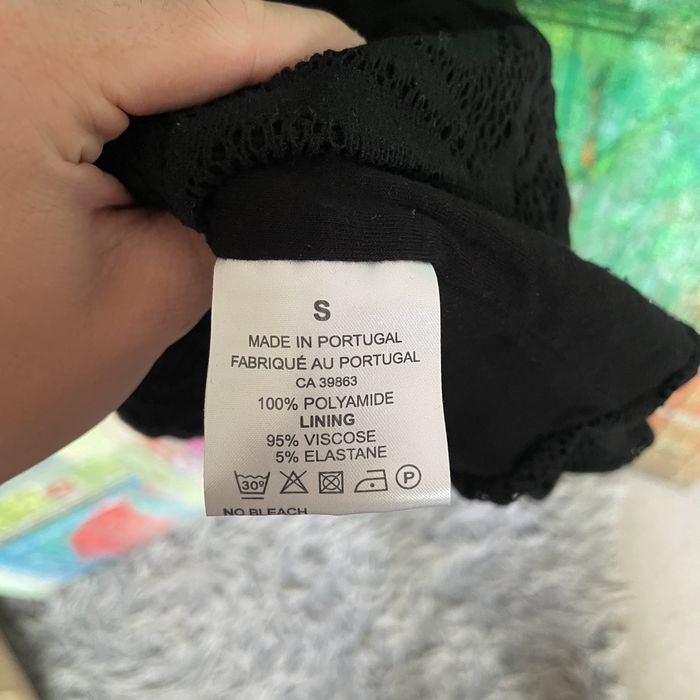 S
MADE IN PORTUGAL
FABRIQUÉ AU PORTUGAL
CA 39863
100% POLYAMIDE
LINING
95% VISCOSE
5% ELASTANE
30° P
NO BLEACH